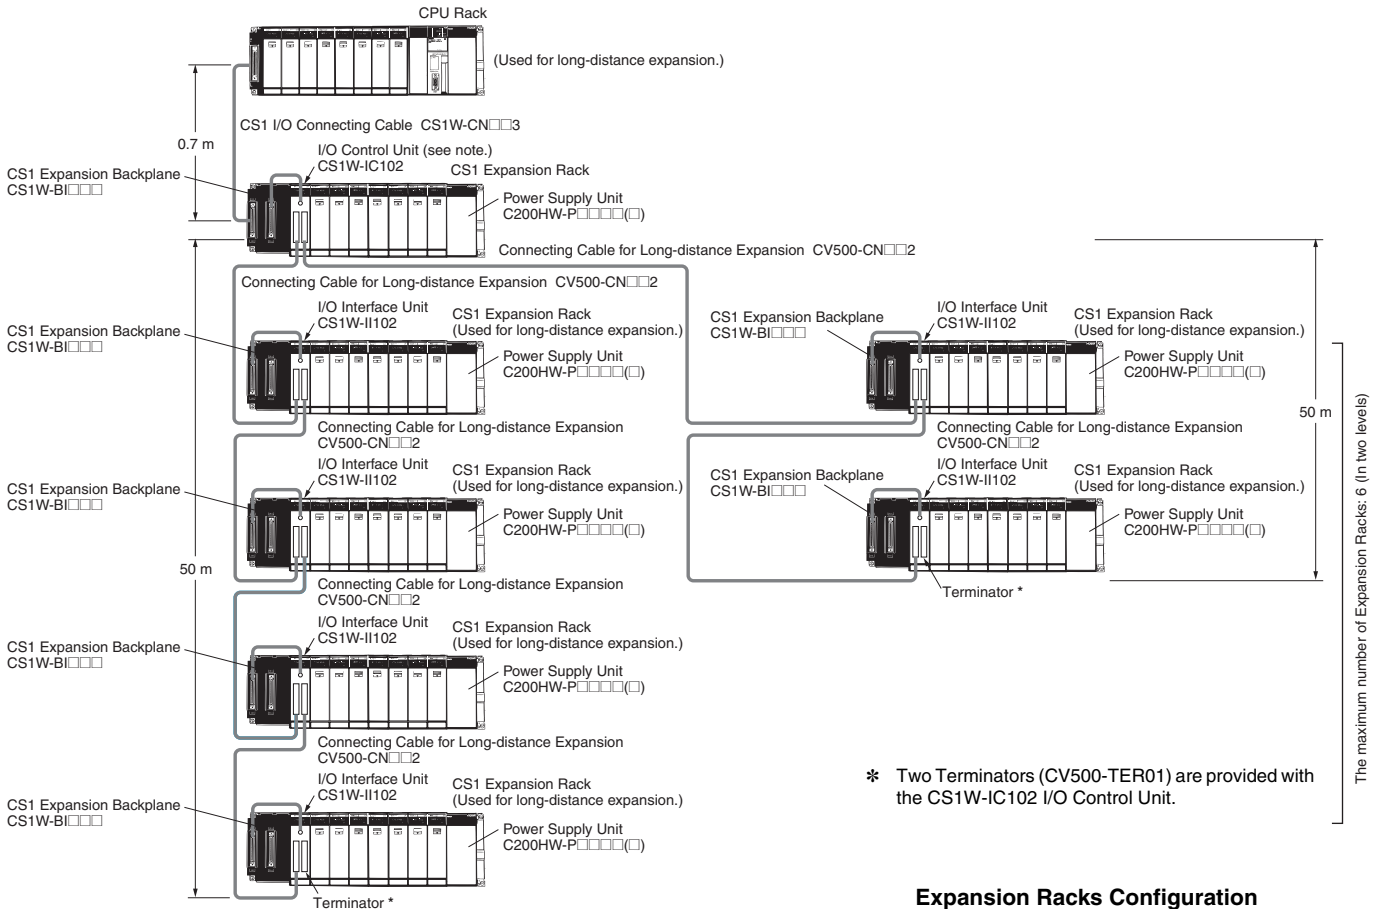 CPU Rack
(Used for long-distance expansion.)
CS1 I/O Connecting Cable CS1W-CN□□3
0.7 m
I/O Control Unit (see note.)
CS1W-IC102
CS1 Expansion Rack
CS1 Expansion Backplane
CS1W-BI□□□
Power Supply Unit
C200HW-P□□□□(□)
Connecting Cable for Long-distance Expansion CV500-CN□□2
Connecting Cable for Long-distance Expansion CV500-CN□□2
I/O Interface Unit
CS1W-II102
CS1 Expansion Rack
(Used for long-distance expansion.)
CS1 Expansion Backplane
CS1W-BI□□□
Power Supply Unit
C200HW-P□□□□(□)
CS1 Expansion Backplane
CS1W-BI□□□
I/O Interface Unit
CS1W-II102
CS1 Expansion Rack
(Used for long-distance expansion.)
Power Supply Unit
C200HW-P□□□□(□)
50 m
Connecting Cable for Long-distance Expansion
CV500-CN□□2
I/O Interface Unit
CS1W-II102
CS1 Expansion Rack
(Used for long-distance expansion.)
CS1 Expansion Backplane
CS1W-BI□□□
Power Supply Unit
C200HW-P□□□□(□)
Connecting Cable for Long-distance Expansion
CV500-CN□□2
CS1 Expansion Backplane
CS1W-BI□□□
I/O Interface Unit
CS1W-II102
CS1 Expansion Rack
(Used for long-distance expansion.)
Power Supply Unit
C200HW-P□□□□(□)
Terminator *
50 m
Connecting Cable for Long-distance Expansion
CV500-CN□□2
I/O Interface Unit
CS1W-II102
CS1 Expansion Rack
(Used for long-distance expansion.)
CS1 Expansion Backplane
CS1W-BI□□□
Power Supply Unit
C200HW-P□□□□(□)
Connecting Cable for Long-distance Expansion
CV500-CN□□2
I/O Interface Unit
CS1W-II102
CS1 Expansion Rack
(Used for long-distance expansion.)
CS1 Expansion Backplane
CS1W-BI□□□
Power Supply Unit
C200HW-P□□□□(□)
Terminator *
The maximum number of Expansion Racks: 6 (In two levels)
✽ Two Terminators (CV500-TER01) are provided with
the CS1W-IC102 I/O Control Unit.
Expansion Racks Configuration